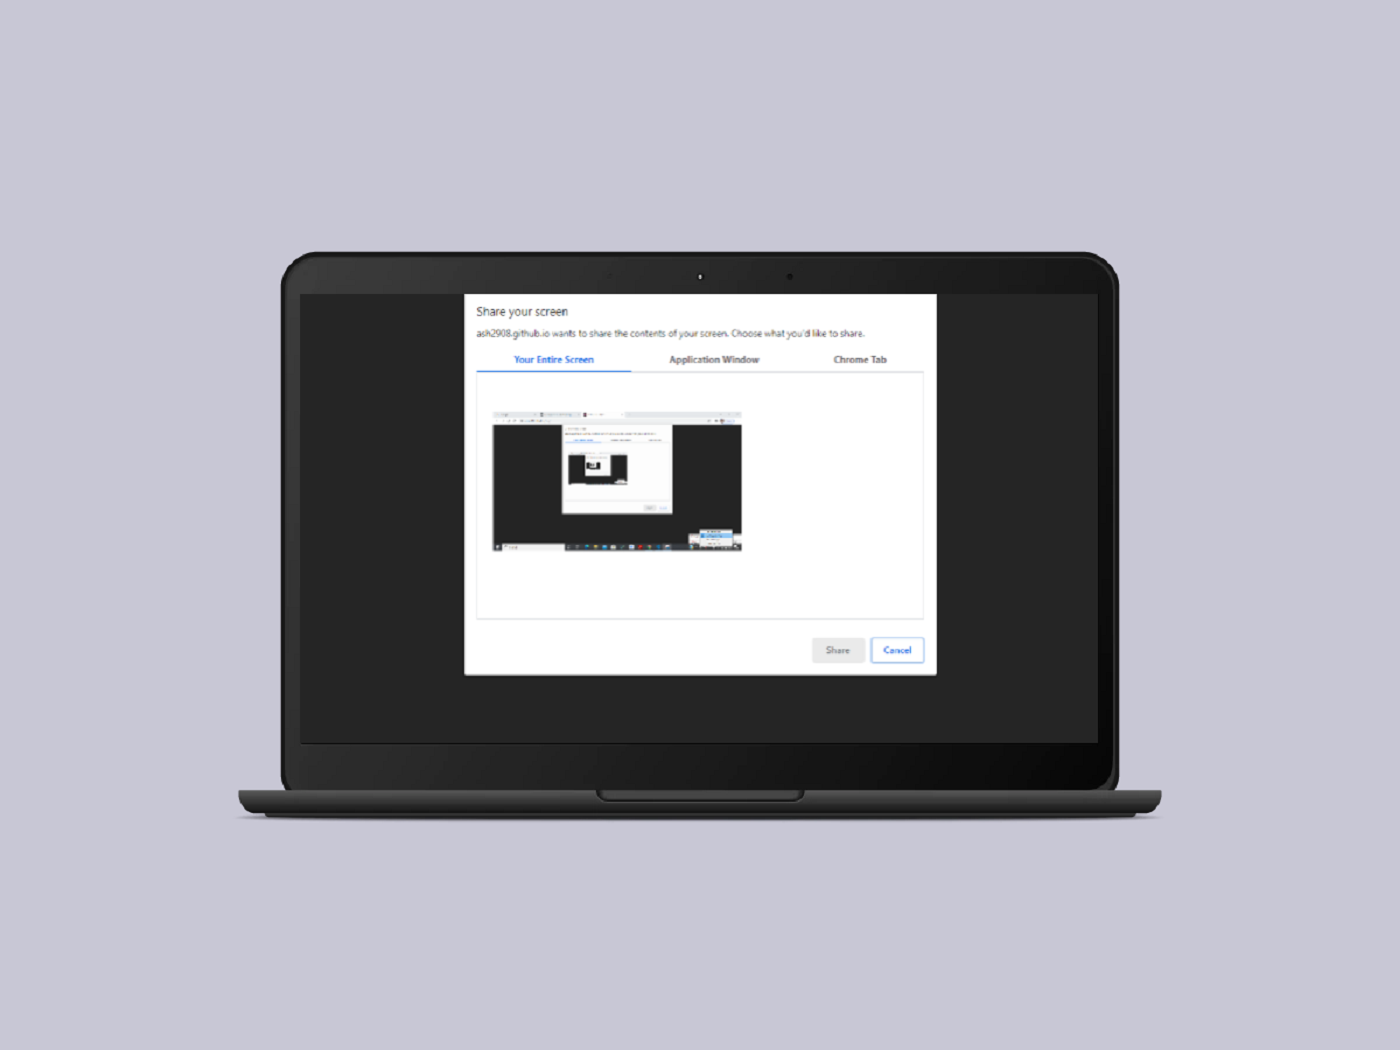 Share your screen
ash2908.github.io wants to share the contents of your screen. Choose what you'd like to share.
Your Entire Screen Application Window Chrome Tab
Share Cancel